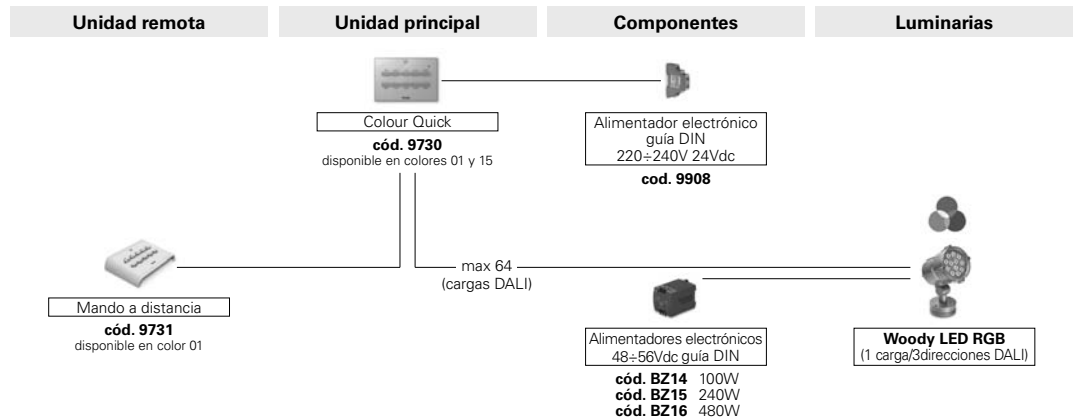 Unidad remota
Unidad principal
Componentes
Luminarias
Colour Quick
cód. 9730
disponible en colores 01 y 15
Alimentador electrónico
guía DIN
220÷240V 24Vdc
cod. 9908
Mando a distancia
cód. 9731
disponible en color 01
max 64
(cargas DALI)
Alimentadores electrónicos
48÷56Vdc guía DIN
cód. BZ14 100W
cód. BZ15 240W
cód. BZ16 480W
Woody LED RGB
(1 carga/3direcciones DALI)